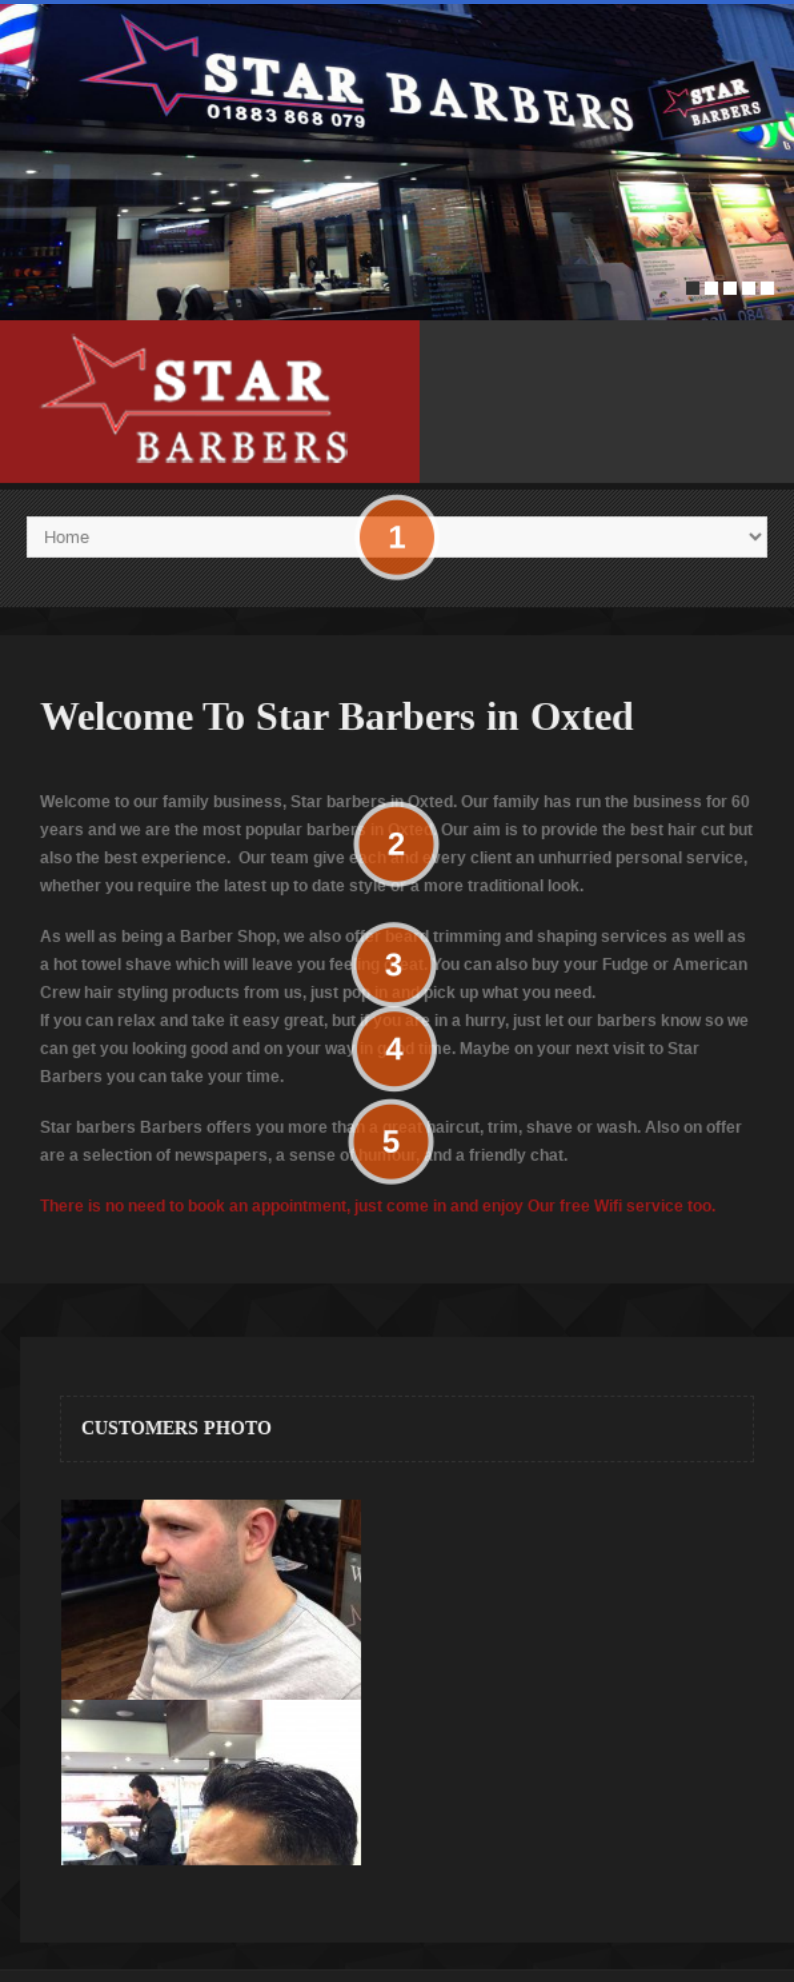 STAR BARBERS
01883 868 079
STAR
BARBERS
STAR
BARBERS
Home
1
Welcome To Star Barbers in Oxted
Welcome to our family business, Star barbers in Oxted. Our family has run the business for 60
years and we are the most popular barbers in Oxted. Our aim is to provide the best hair cut but
also the best experience.  Our team give each and every client an unhurried personal service,
whether you require the latest up to date style or a more traditional look.
2
As well as being a Barber Shop, we also offer beard trimming and shaping services as well as
a hot towel shave which will leave you feeling great. You can also buy your Fudge or American
Crew hair styling products from us, just pop in and pick up what you need.
3
If you can relax and take it easy great, but if you are in a hurry, just let our barbers know so we
can get you looking good and on your way in good time. Maybe on your next visit to Star
Barbers you can take your time.
4
Star barbers Barbers offers you more than a great haircut, trim, shave or wash. Also on offer
are a selection of newspapers, a sense of humour, and a friendly chat.
5
There is no need to book an appointment, just come in and enjoy Our free Wifi service too.
CUSTOMERS PHOTO